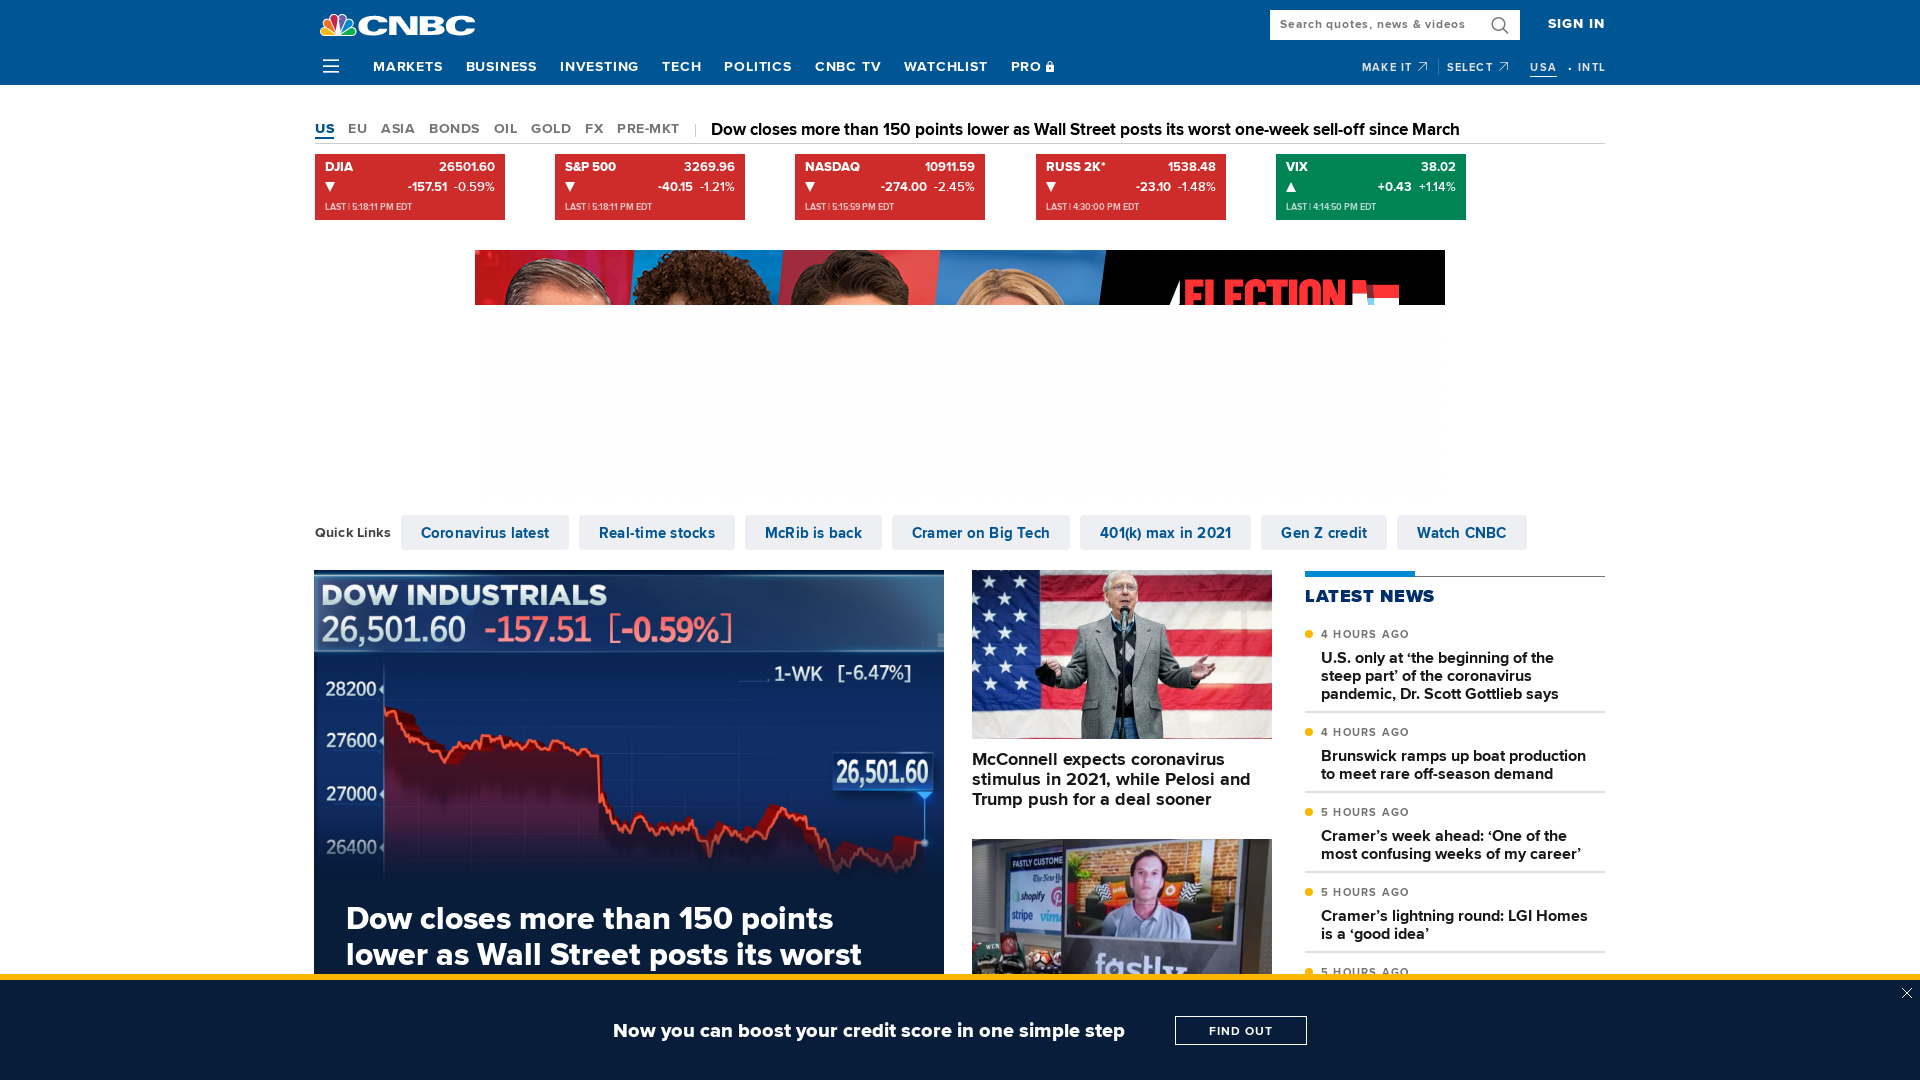 CNBC
Search quotes, news & videos
SIGN IN
MARKETS BUSINESS INVESTING TECH POLITICS CNBC TV WATCHLIST PRO
MAKE IT SELECT USA • INTL
US EU ASIA BONDS OIL GOLD FX PRE-MKT
Dow closes more than 150 points lower as Wall Street posts its worst one-week sell-off since March
DJIA 26501.60
-157.51 -0.59%
LAST | 5:18:11 PM EDT
S&P 500 3269.96
-40.15 -1.21%
LAST | 5:18:11 PM EDT
NASDAQ 10911.59
-274.00 -2.45%
LAST | 5:15:59 PM EDT
RUSS 2K* 1538.48
-23.10 -1.48%
LAST | 4:30:00 PM EDT
VIX 38.02
+0.43 +1.14%
LAST | 4:14:50 PM EDT
ELECTION
Quick Links
Coronavirus latest
Real-time stocks
McRib is back
Cramer on Big Tech
401(k) max in 2021
Gen Z credit
Watch CNBC
DOW INDUSTRIALS
26,501.60 -157.51 [-0.59%]
1-WK [-6.47%]
28200
27600
27000
26400
26,501.60
Dow closes more than 150 points
lower as Wall Street posts its worst
McConnell expects coronavirus
stimulus in 2021, while Pelosi and
Trump push for a deal sooner
FASTLY CUSTOME
shopify
stripe
vime
fastly
LATEST NEWS
4 HOURS AGO
U.S. only at ‘the beginning of the
steep part’ of the coronavirus
pandemic, Dr. Scott Gottlieb says
4 HOURS AGO
Brunswick ramps up boat production
to meet rare off-season demand
5 HOURS AGO
Cramer’s week ahead: ‘One of the
most confusing weeks of my career’
5 HOURS AGO
Cramer’s lightning round: LGI Homes
is a ‘good idea’
5 HOURS AGO
Now you can boost your credit score in one simple step
FIND OUT